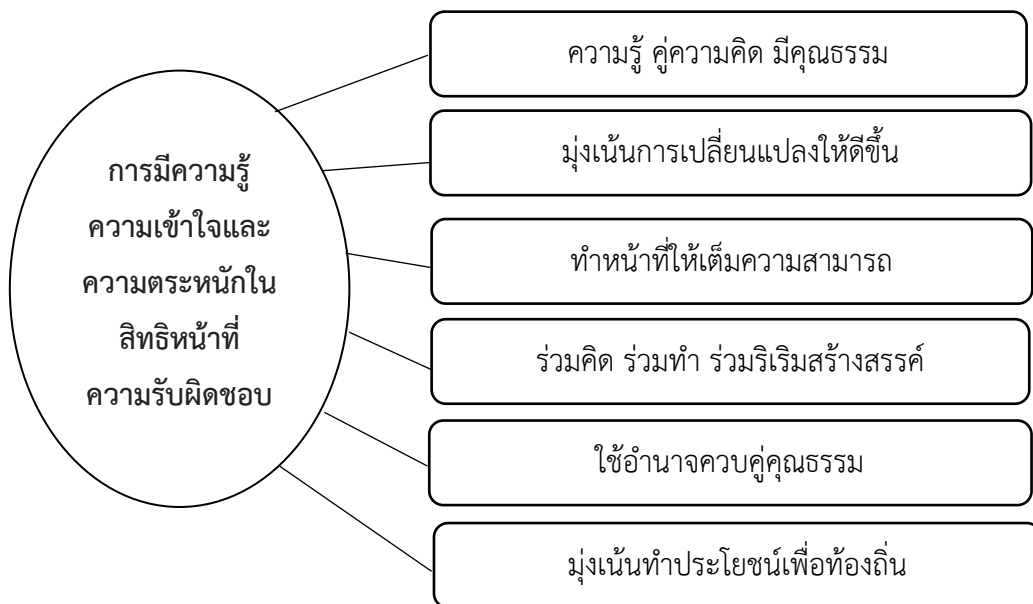 การมีความรู้
ความเข้าใจและ
ความตระหนักใน
สิทธิหน้าที่
ความรับผิดชอบ
ความรู้ คู่ความคิด มีคุณธรรม
มุ่งเน้นการเปลี่ยนแปลงให้ดีขึ้น
ทำหน้าที่ให้เต็มความสามารถ
ร่วมคิด ร่วมทำ ร่วมริเริ่มสร้างสรรค์
ใช้อำนาจควบคู่คุณธรรม
มุ่งเน้นทำประโยชน์เพื่อท้องถิ่น